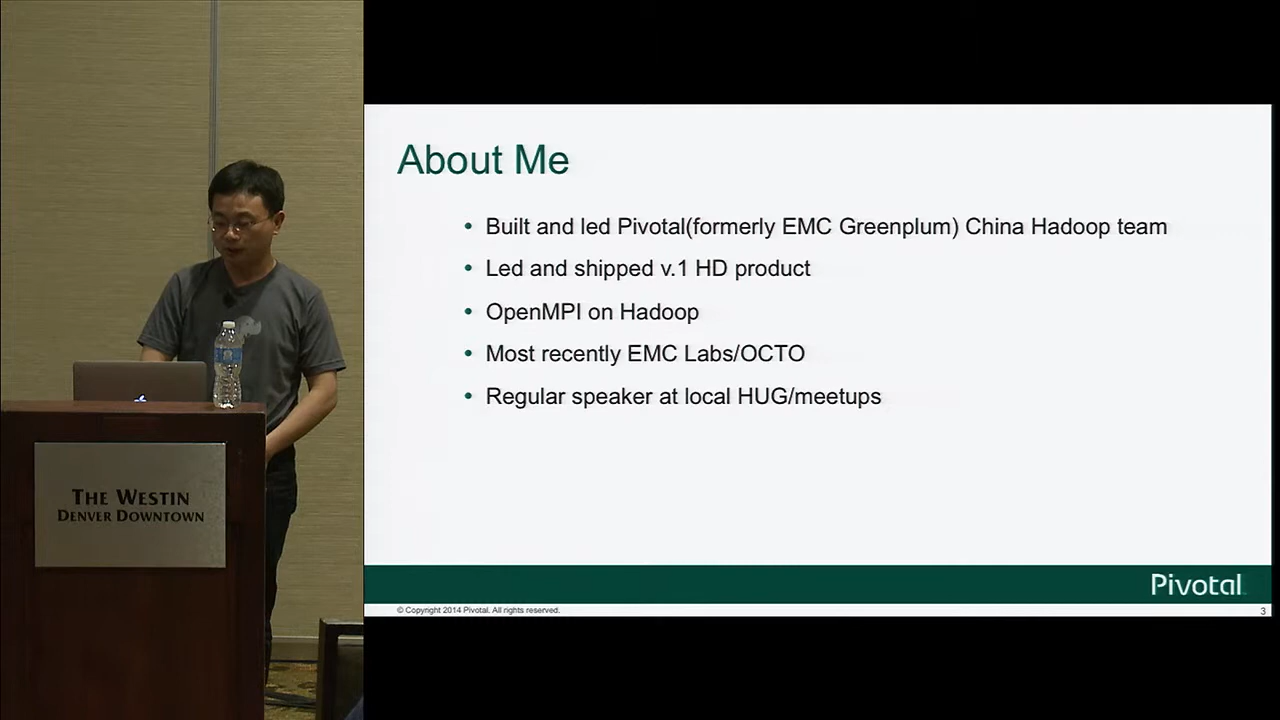 About Me
• Built and led Pivotal(formerly EMC Greenplum) China Hadoop team
• Led and shipped v.1 HD product
• OpenMPI on Hadoop
• Most recently EMC Labs/OCTO
• Regular speaker at local HUG/meetups
Pivotal
© Copyright 2014 Pivotal. All rights reserved.
3
THE WESTIN
DENVER DOWNTOWN